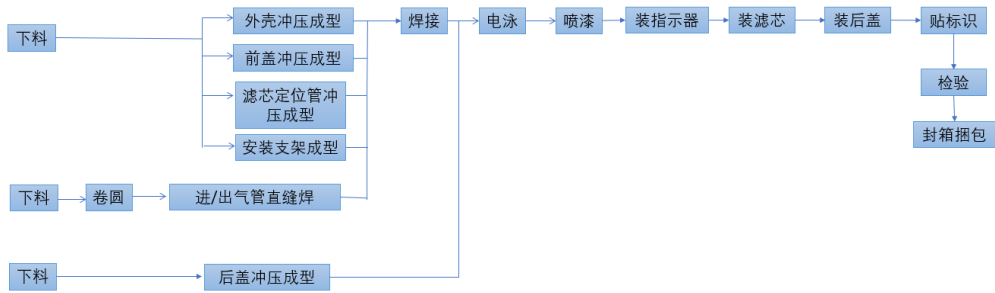 下料
外壳冲压成型
前盖冲压成型
滤芯定位管冲
压成型
安装支架成型
下料
卷圆
进/出气管直缝焊
下料
后盖冲压成型
焊接
电泳
喷漆
装指示器
装滤芯
装后盖
贴标识
检验
封箱捆包